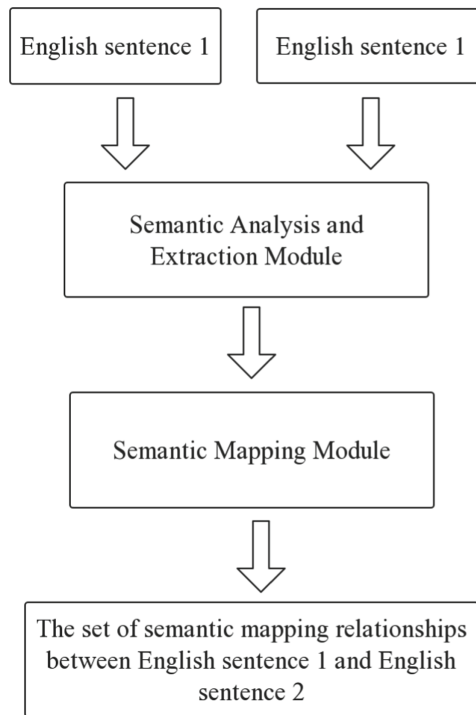 English sentence 1
English sentence 1
Semantic Analysis and
Extraction Module
Semantic Mapping Module
The set of semantic mapping relationships
between English sentence 1 and English
sentence 2